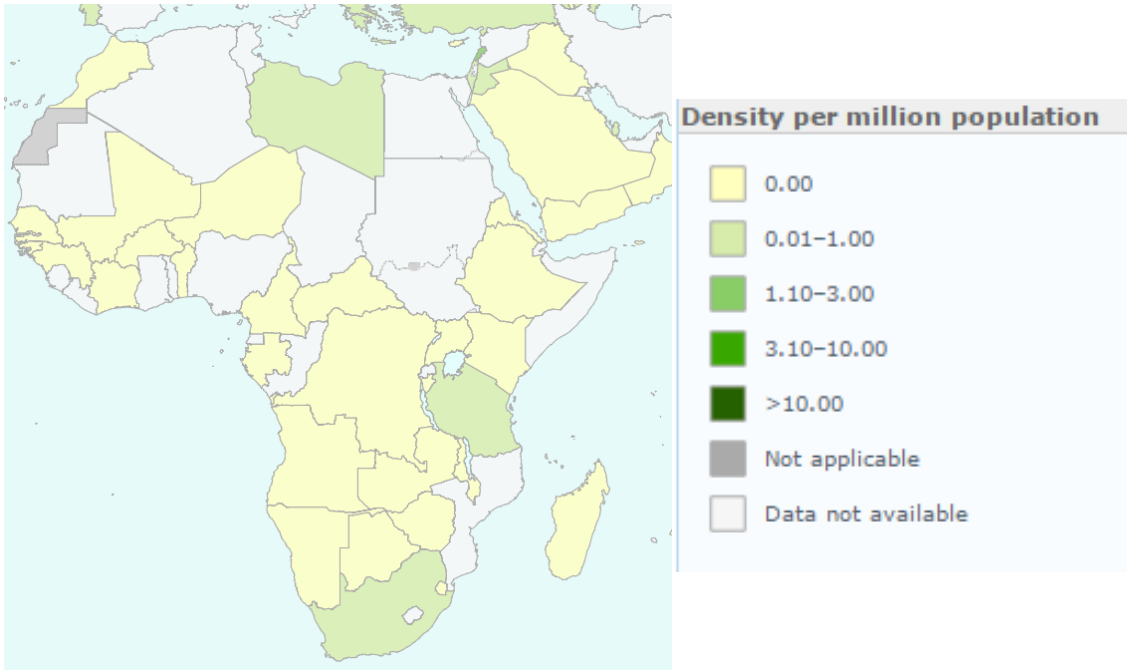 Density per million population
0.00
0.01–1.00
1.10–3.00
3.10–10.00
>10.00
Not applicable
Data not available